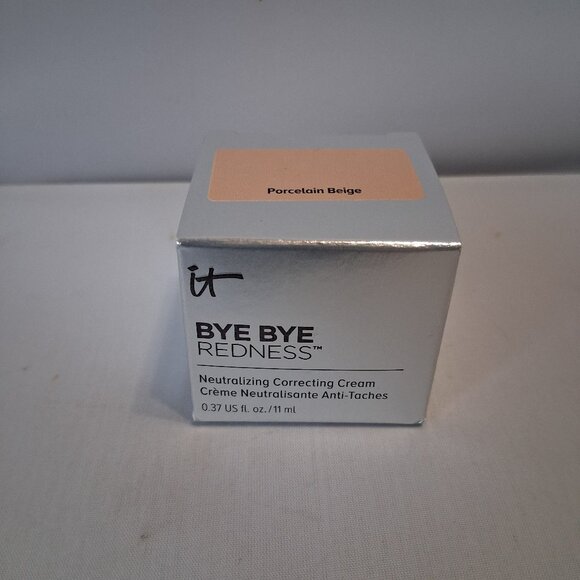 Porcelain Beige
it
BYE BYE
REDNESS™
Neutralizing Correcting Cream
Crème Neutralisante Anti-Taches
0.37 US fl. oz./11 ml